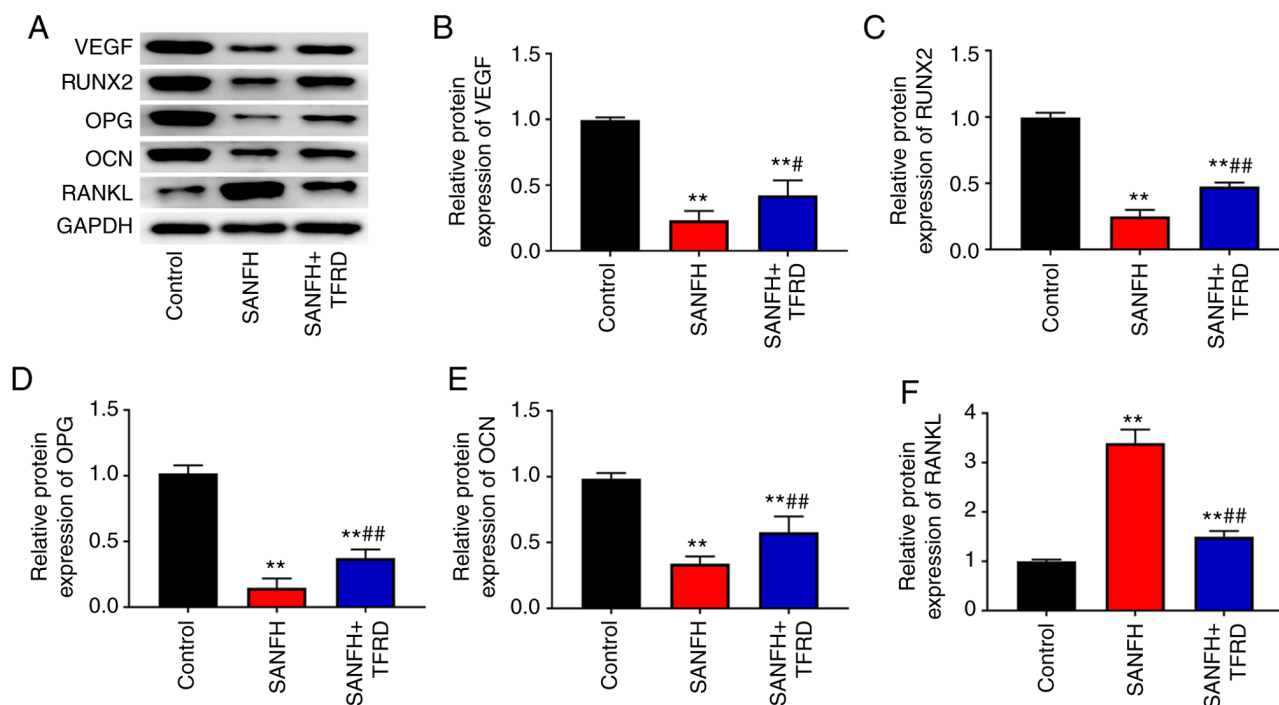 A
VEGF
RUNX2
OPG
OCN
RANKL
GAPDH
Control
SANFH
SANFH+
TFRD
B
Relative protein
expression of VEGF
1.5
1.0
0.5
0.0
**
**#
Control
SANFH
SANFH+
TFRD
C
Relative protein
expression of RUNX2
1.5
1.0
0.5
0.0
**
**##
Control
SANFH
SANFH+
TFRD
D
Relative protein
expression of OPG
1.5
1.0
0.5
0.0
**
**##
Control
SANFH
SANFH+
TFRD
E
Relative protein
expression of OCN
1.5
1.0
0.5
0.0
**
**##
Control
SANFH
SANFH+
TFRD
F
Relative protein
expression of RANKL
4
3
2
1
0
**
**##
Control
SANFH
SANFH+
TFRD